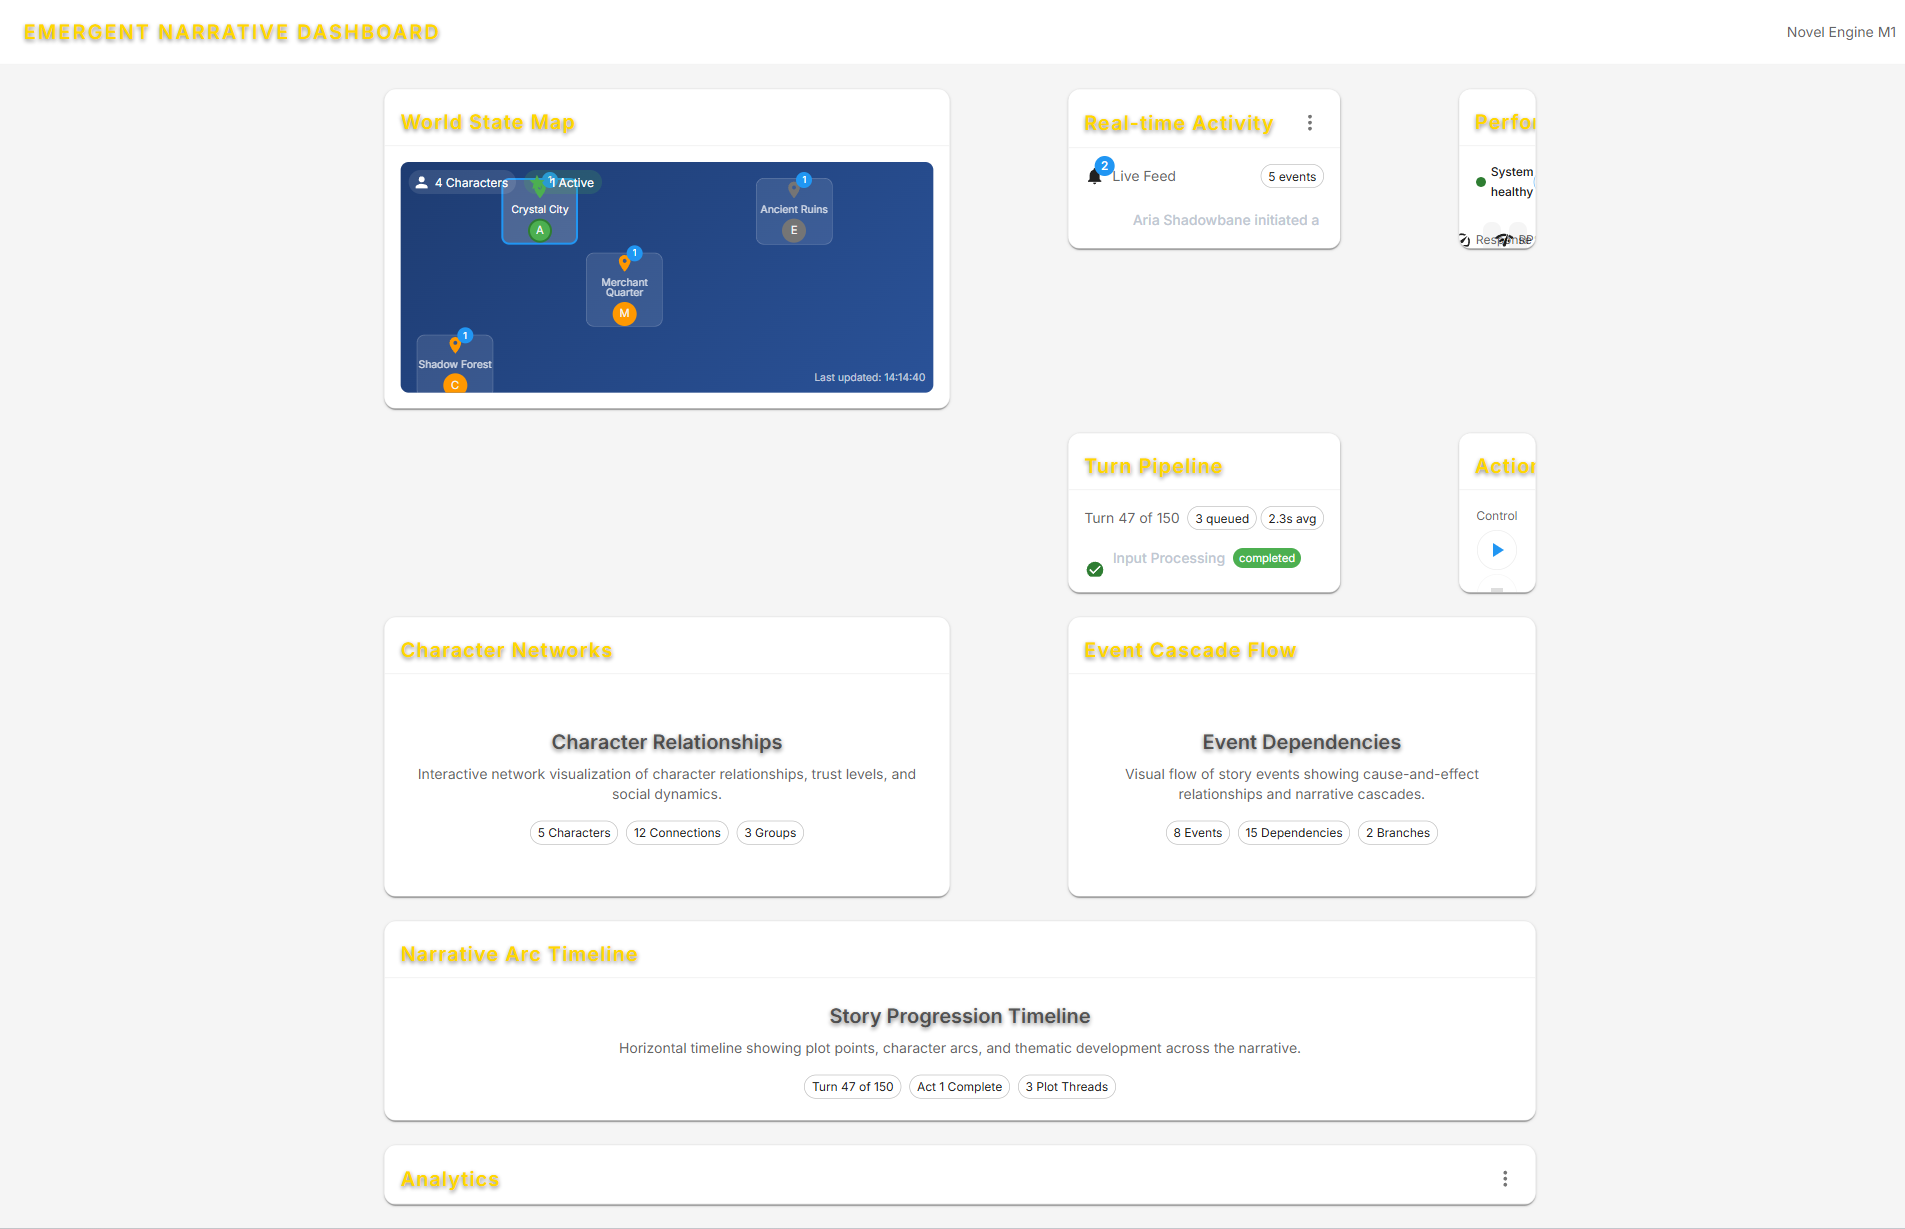 EMERGENT NARRATIVE DASHBOARD
Novel Engine M1
World State Map
4 Characters
1 Active
1
Crystal City
A
1
Ancient Ruins
E
1
Merchant
Quarter
M
1
Shadow Forest
C
Last updated: 14:14:40
Real-time Activity
2
Live Feed
5 events
Aria Shadowbane initiated a
Perfor
System
healthy
Response
RP
Turn Pipeline
Turn 47 of 150
3 queued
2.3s avg
Input Processing
completed
Action
Control
Character Networks
Character Relationships
Interactive network visualization of character relationships, trust levels, and
social dynamics.
5 Characters
12 Connections
3 Groups
Event Cascade Flow
Event Dependencies
Visual flow of story events showing cause-and-effect
relationships and narrative cascades.
8 Events
15 Dependencies
2 Branches
Narrative Arc Timeline
Story Progression Timeline
Horizontal timeline showing plot points, character arcs, and thematic development across the narrative.
Turn 47 of 150
Act 1 Complete
3 Plot Threads
Analytics